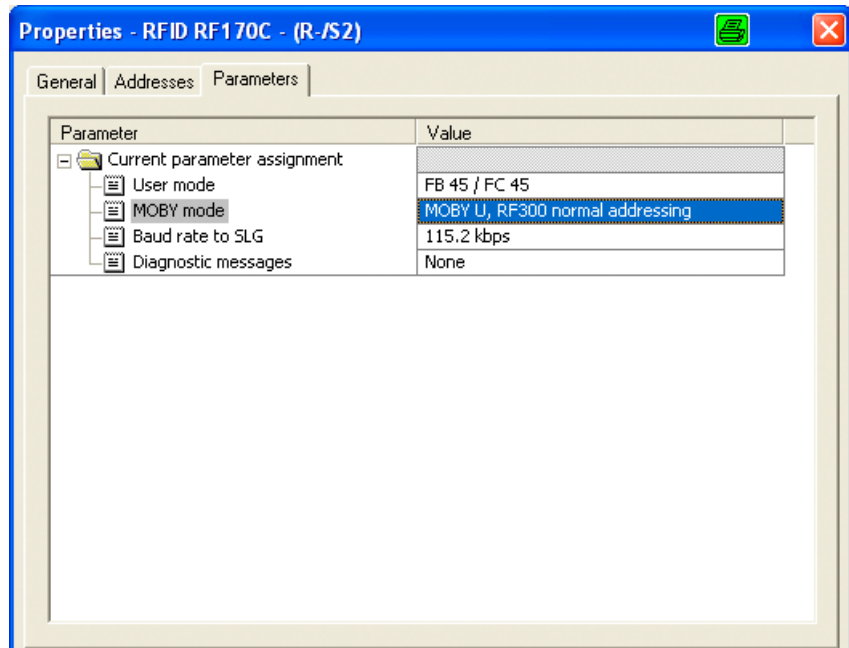 Properties - RFID RF170C - (R-/S2)
General Addresses Parameters
Parameter Value
Current parameter assignment
User mode FB 45 / FC 45
MOBY mode MOBY U, RF300 normal addressing
Baud rate to SLG 115.2 kbps
Diagnostic messages None